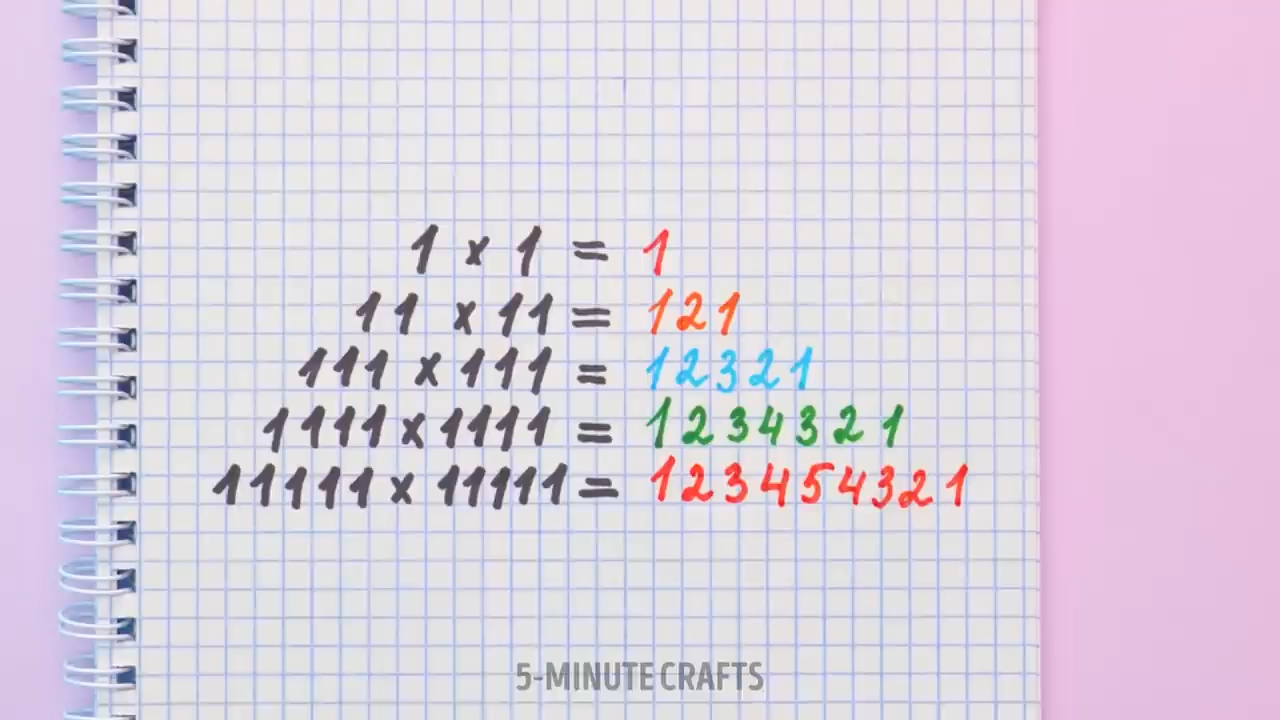 1 x 1 = 1
11 x 11 = 121
111 x 111 = 12321
1111 x 1111 = 1234321
11111 x 11111 = 123454321
5-MINUTE CRAFTS